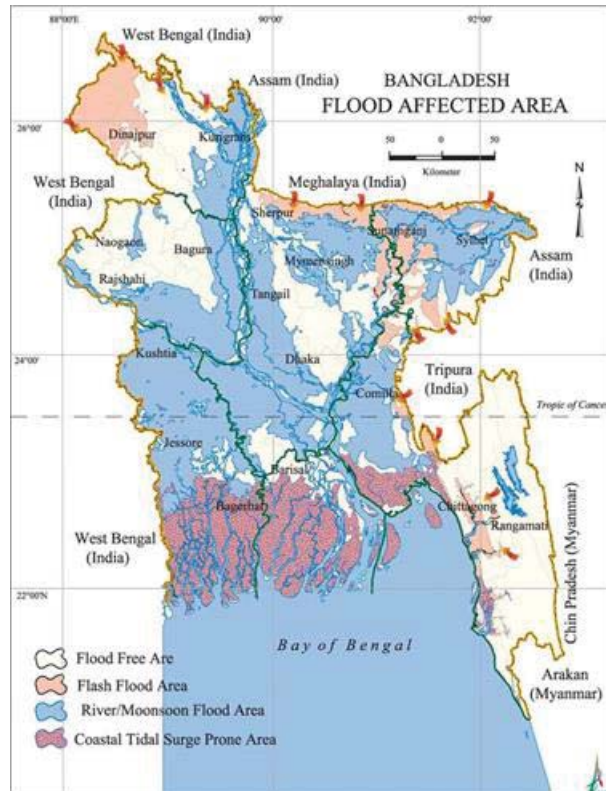 88°00'E
90°00'
92°00'
West Bengal (India)
Assam (India)
BANGLADESH
FLOOD AFFECTED AREA
26°00'
50 0 50
Kilometer
N
Dinajpur
Kurigram
West Bengal
(India)
Meghalaya (India)
Sherpur
Sunamganj
Sylhet
Assam
(India)
Naogaon
Bagura
Mymensingh
Rajshahi
Tangail
24°00'
Kushtia
Dhaka
Tripura
(India)
Comilla
Tropic of Cancer
Jessore
Barisal
Bagerhat
Chittagong
Rangamati
West Bengal
(India)
Chin Pradesh (Myanmar)
22°00'N
Bay of Bengal
Arakan
(Myanmar)
Flood Free Are
Flash Flood Area
River/Moonsoon Flood Area
Coastal Tidal Surge Prone Area